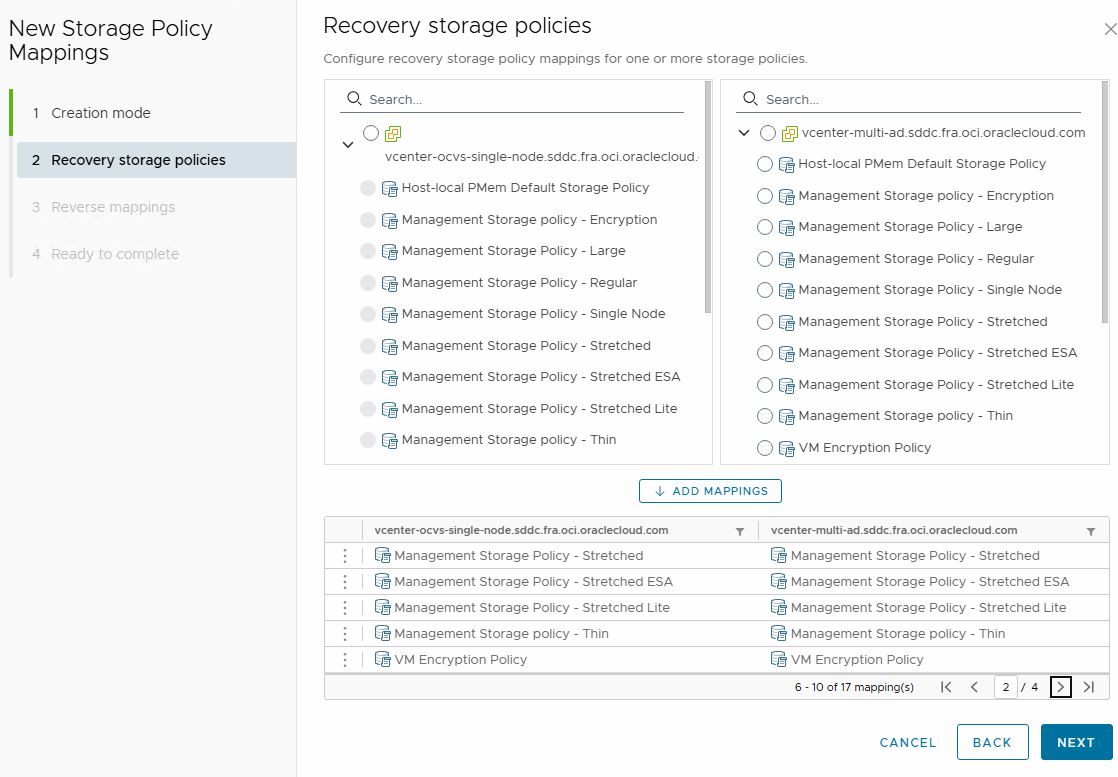 New Storage Policy
Mappings
1 Creation mode
2 Recovery storage policies
3 Reverse mappings
4 Ready to complete
Recovery storage policies
Configure recovery storage policy mappings for one or more storage policies.
Search...
vcenter-ocvs-single-node.sddc.fra.oci.oraclecloud.
Host-local PMem Default Storage Policy
Management Storage policy - Encryption
Management Storage Policy - Large
Management Storage Policy - Regular
Management Storage Policy - Single Node
Management Storage Policy - Stretched
Management Storage Policy - Stretched ESA
Management Storage Policy - Stretched Lite
Management Storage policy - Thin
Search...
vcenter-multi-ad.sddc.fra.oci.oraclecloud.com
Host-local PMem Default Storage Policy
Management Storage policy - Encryption
Management Storage Policy - Large
Management Storage Policy - Regular
Management Storage Policy - Single Node
Management Storage Policy - Stretched
Management Storage Policy - Stretched ESA
Management Storage Policy - Stretched Lite
Management Storage policy - Thin
VM Encryption Policy
ADD MAPPINGS
vcenter-ocvs-single-node.sddc.fra.oci.oraclecloud.com vcenter-multi-ad.sddc.fra.oci.oraclecloud.com
Management Storage Policy - Stretched Management Storage Policy - Stretched
Management Storage Policy - Stretched ESA Management Storage Policy - Stretched ESA
Management Storage Policy - Stretched Lite Management Storage Policy - Stretched Lite
Management Storage policy - Thin Management Storage policy - Thin
VM Encryption Policy VM Encryption Policy
6 - 10 of 17 mapping(s) 2 / 4
CANCEL BACK NEXT